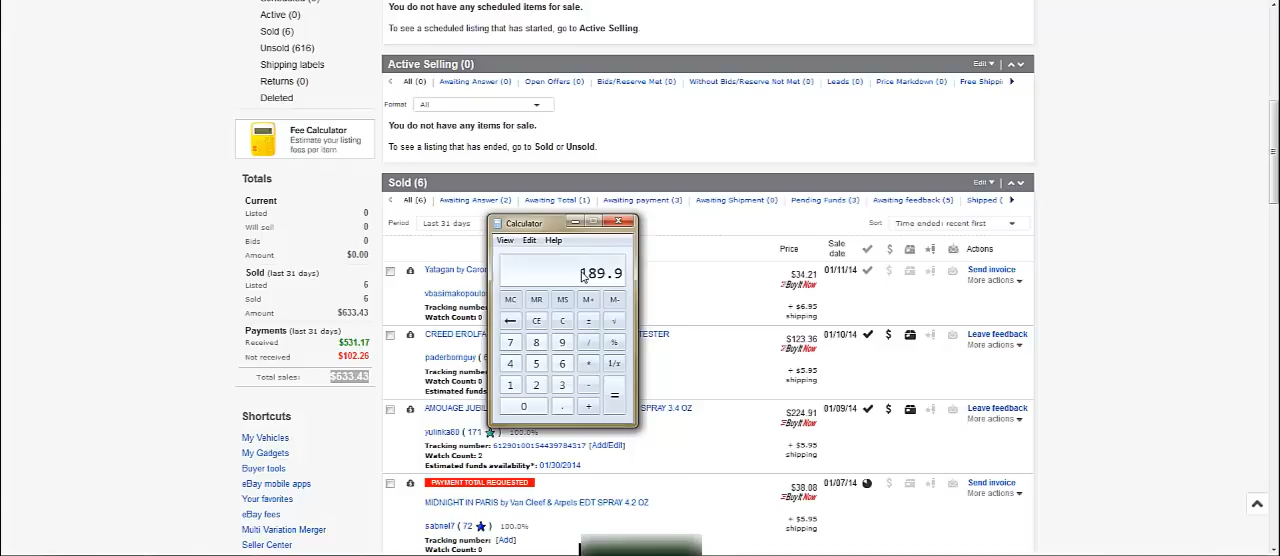 You do not have any scheduled items for sale.
Active (0)
To see a scheduled listing that has started, go to Active Selling.
Sold (6)
Unsold (616)
Shipping labels
Returns (0)
Deleted
Active Selling (0)
Edit
All (0) Awaiting Answer (0) Open Offers (0) Bids/Reserve Met (0) Without Bids/Reserve Not Met (0) Leads (0) Price Markdown (0) Free Shippi
Format All
You do not have any items for sale.
To see a listing that has ended, go to Sold or Unsold.
Fee Calculator
Estimate your listing
fees per item
Totals
Current
Listed 0
Will sell 0
Bids 0
Amount $0.00
Sold (last 31 days)
Listed 6
Sold 6
Amount $633.43
Payments (last 31 days)
Received $531.17
Not received $102.26
Total sales: $633.43
Shortcuts
My Vehicles
My Gadgets
Buyer tools
eBay mobile apps
Your favorites
eBay fees
Multi Variation Merger
Seller Center
Sold (6)
Edit
All (6) Awaiting Answer (2) Awaiting Total (1) Awaiting payment (3) Awaiting Shipment (0) Pending Funds (3) Awaiting feedback (5) Shipped (
Period Last 31 days
Sort Time ended: recent first
Price Sale date $ Actions
Yatagan by Caro
$34.21
Buy It Now
01/11/14
Send invoice
More actions
vbasimakopoulos
+ $6.95
shipping
Tracking num
Watch Count: 0
CREED EROLFA
TESTER
$123.36
Buy It Now
01/10/14
$
Leave feedback
More actions
paderbornguy ( 6
+ $5.95
shipping
Tracking numb
Watch Count: 0
Estimated fund
AMOUAGE JUBIL
SPRAY 3.4 OZ
$224.91
Buy It Now
01/09/14
$
Leave feedback
More actions
yulinka80 ( 171 100.0%
+ $5.95
shipping
Tracking number: 61290100154439784317 [Add/Edit]
Watch Count: 2
Estimated funds availability*: 01/30/2014
PAYMENT TOTAL REQUESTED
$38.08
Buy It Now
01/07/14
$
Send invoice
More actions
MIDNIGHT IN PARIS by Van Cleef & Arpels EDT SPRAY 4.2 OZ
sabnel7 ( 72 100.0%
+ $5.95
shipping
Tracking number: [Add]
Watch Count: 0
Calculator
View Edit Help
189.9
MC MR MS M+ M-
← CE C ± √
7 8 9 / %
4 5 6 * 1/x
1 2 3 - =
0 . +